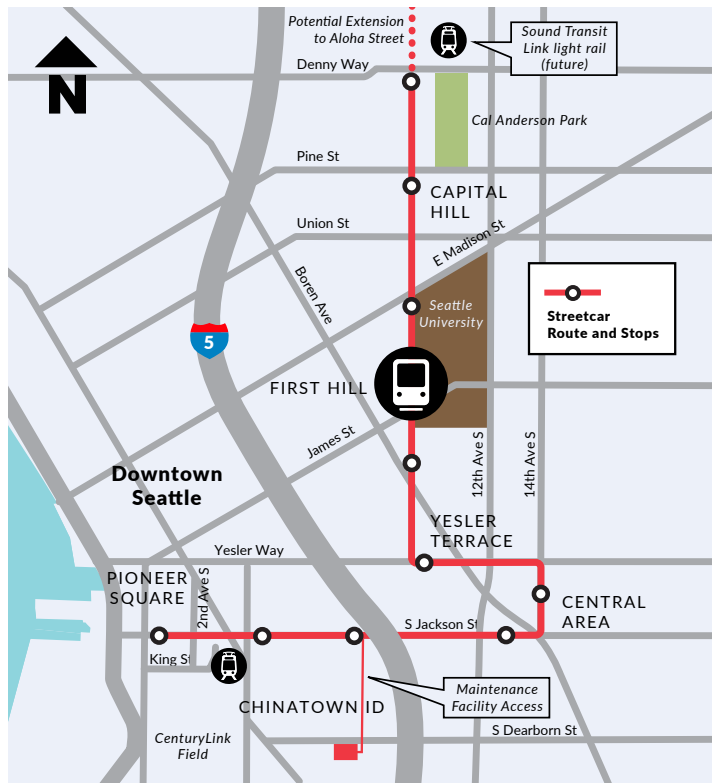 Potential Extension
to Aloha Street
Sound Transit
Link light rail
(future)
Denny Way
N
Cal Anderson Park
Pine St
CAPITAL
HILL
Union St
E Madison St
Boren Ave
Seattle
University
Streetcar
Route and Stops
5
FIRST HILL
James St
12th Ave S
14th Ave S
Downtown
Seattle
YESLER
TERRACE
Yesler Way
PIONEER
SQUARE
2nd Ave S
CENTRAL
AREA
S Jackson St
King St
CHINATOWN ID
Maintenance
Facility Access
CenturyLink
Field
S Dearborn St